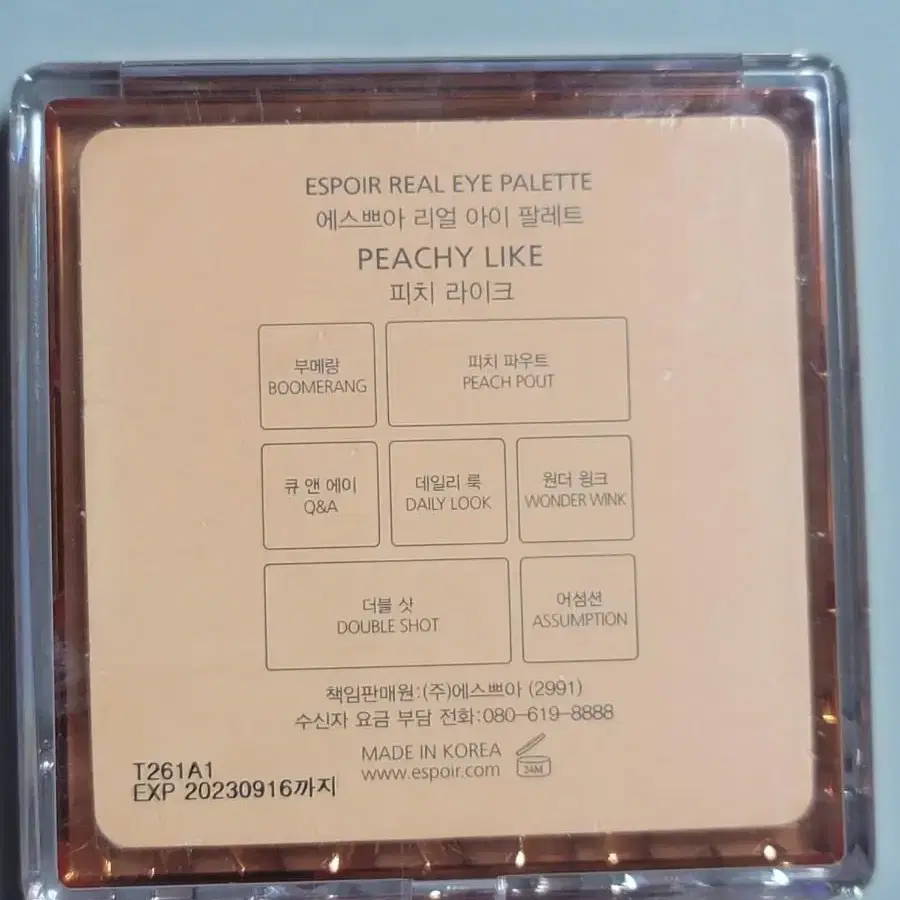 ESPOIR REAL EYE PALETTE
에스쁘아 리얼 아이 팔레트
PEACHY LIKE
피치 라이크
부메랑
BOOMERANG
피치 파우트
PEACH POUT
큐 앤 에이
Q&A
데일리 룩
DAILY LOOK
원더 윙크
WONDER WINK
더블 샷
DOUBLE SHOT
어섬션
ASSUMPTION
책임판매원:(주)에스쁘아 (2991)
수신자 요금 부담 전화:080-619-8888
MADE IN KOREA
www.espoir.com
24M
T261A1
EXP 20230916까지